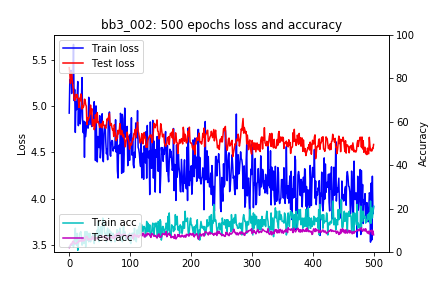 bb3_002: 500 epochs loss and accuracy
Train loss
Test loss
Train acc
Test acc
Loss
Accuracy
5.5
5.0
4.5
4.0
3.5
100
80
60
40
20
0
0 100 200 300 400 500